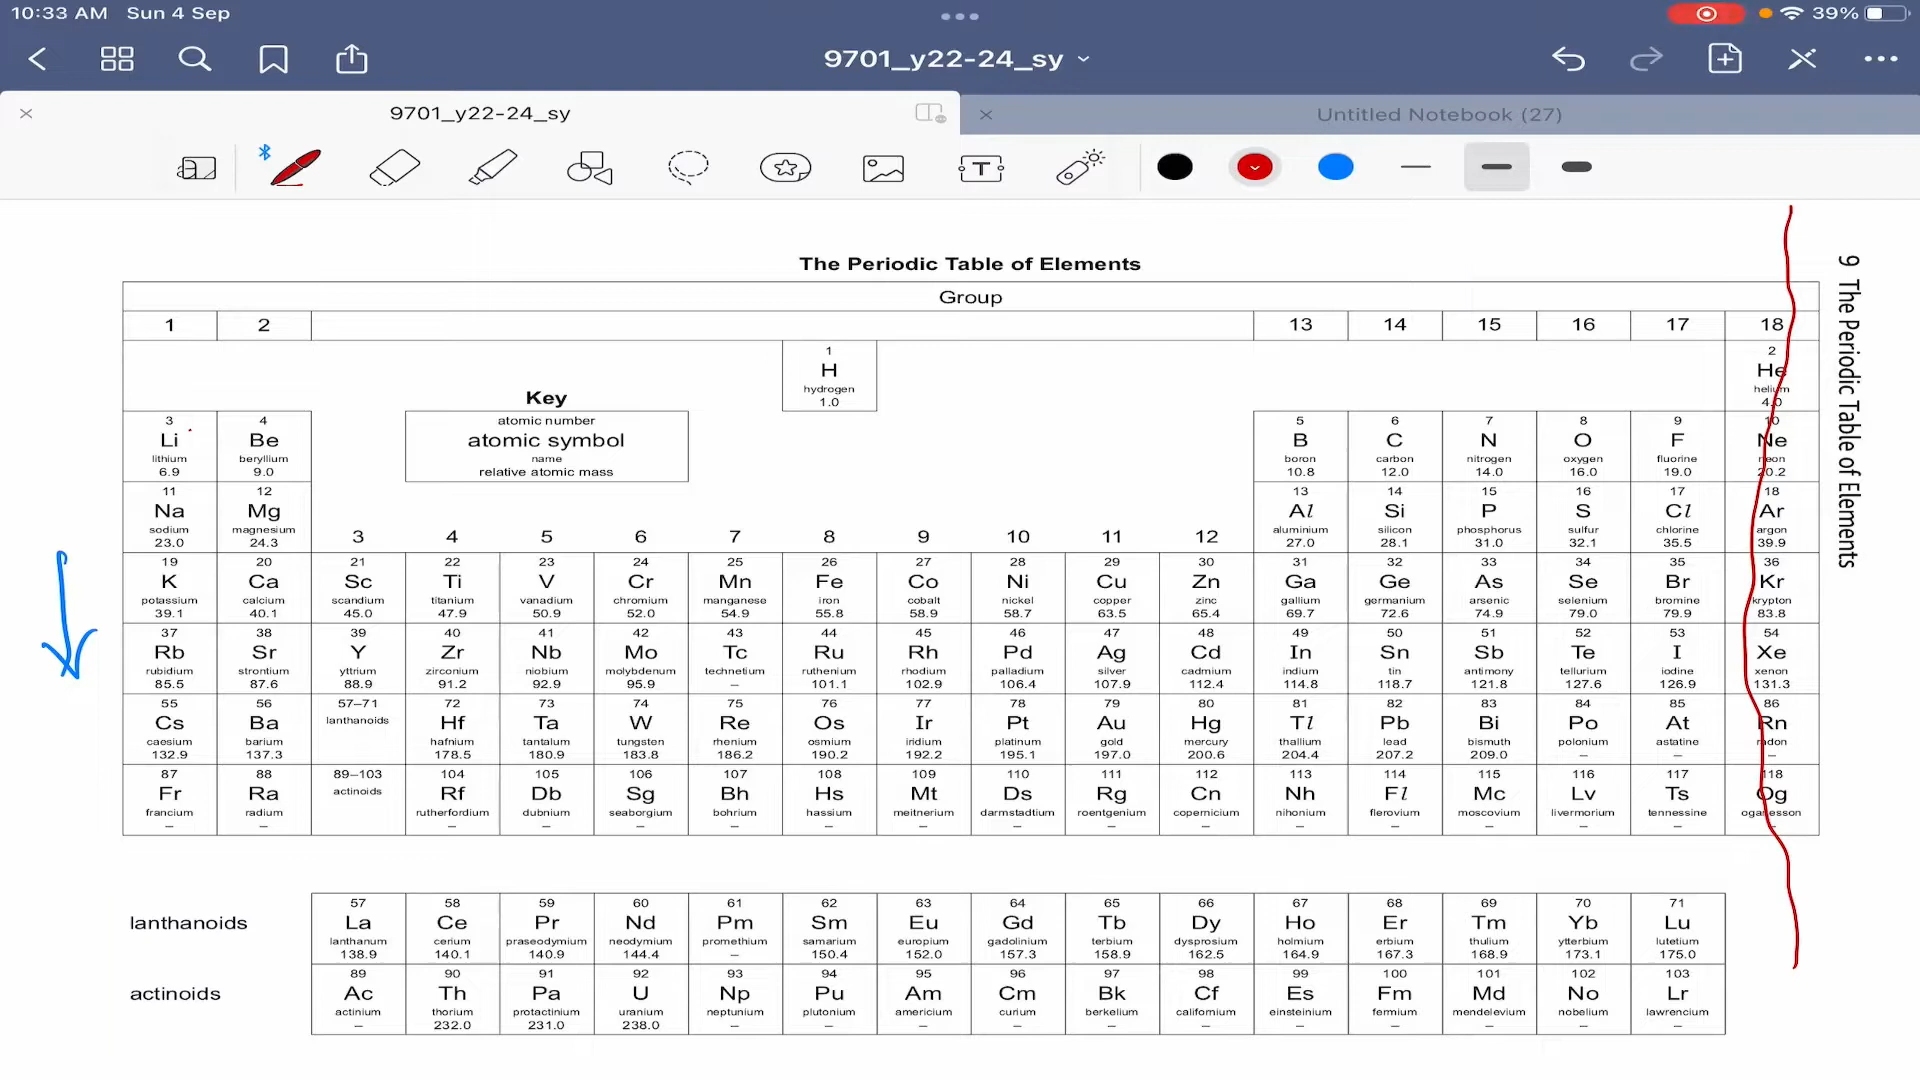 10:33 AM Sun 4 Sep
39%
9701_y22-24_sy
9701_y22-24_sy
Untitled Notebook (27)
The Periodic Table of Elements
9 The Periodic Table of Elements
Group
1 2 13 14 15 16 17 18
1 2
H He
hydrogen helium
1.0 4.0
Key
atomic number
atomic symbol
name
relative atomic mass
3 4 5 6 7 8 9 10
Li Be B C N O F Ne
lithium beryllium boron carbon nitrogen oxygen fluorine neon
6.9 9.0 10.8 12.0 14.0 16.0 19.0 20.2
11 12 13 14 15 16 17 18
Na Mg Al Si P S Cl Ar
sodium magnesium aluminium silicon phosphorus sulfur chlorine argon
23.0 24.3 27.0 28.1 31.0 32.1 35.5 39.9
3 4 5 6 7 8 9 10 11 12
19 20 21 22 23 24 25 26 27 28 29 30 31 32 33 34 35 36
K Ca Sc Ti V Cr Mn Fe Co Ni Cu Zn Ga Ge As Se Br Kr
potassium calcium scandium titanium vanadium chromium manganese iron cobalt nickel copper zinc gallium germanium arsenic selenium bromine krypton
39.1 40.1 45.0 47.9 50.9 52.0 54.9 55.8 58.9 58.7 63.5 65.4 69.7 72.6 74.9 79.0 79.9 83.8
37 38 39 40 41 42 43 44 45 46 47 48 49 50 51 52 53 54
Rb Sr Y Zr Nb Mo Tc Ru Rh Pd Ag Cd In Sn Sb Te I Xe
rubidium strontium yttrium zirconium niobium molybdenum technetium ruthenium rhodium palladium silver cadmium indium tin antimony tellurium iodine xenon
85.5 87.6 88.9 91.2 92.9 95.9 – 101.1 102.9 106.4 107.9 112.4 114.8 118.7 121.8 127.6 126.9 131.3
55 56 57–71 72 73 74 75 76 77 78 79 80 81 82 83 84 85 86
Cs Ba lanthanoids Hf Ta W Re Os Ir Pt Au Hg Tl Pb Bi Po At Rn
caesium barium hafnium tantalum tungsten rhenium osmium iridium platinum gold mercury thallium lead bismuth polonium astatine radon
132.9 137.3 178.5 180.9 183.8 186.2 190.2 192.2 195.1 197.0 200.6 204.4 207.2 209.0 – – –
87 88 89–103 104 105 106 107 108 109 110 111 112 113 114 115 116 117 118
Fr Ra actinoids Rf Db Sg Bh Hs Mt Ds Rg Cn Nh Fl Mc Lv Ts Og
francium radium rutherfordium dubnium seaborgium bohrium hassium meitnerium darmstadtium roentgenium copernicium nihonium flerovium moscovium livermorium tennessine oganesson
– – – – – – – – – – – – – – – – –
57 58 59 60 61 62 63 64 65 66 67 68 69 70 71
lanthanoids La Ce Pr Nd Pm Sm Eu Gd Tb Dy Ho Er Tm Yb Lu
lanthanum cerium praseodymium neodymium promethium samarium europium gadolinium terbium dysprosium holmium erbium thulium ytterbium lutetium
138.9 140.1 140.9 144.4 – 150.4 152.0 157.3 158.9 162.5 164.9 167.3 168.9 173.1 175.0
89 90 91 92 93 94 95 96 97 98 99 100 101 102 103
actinoids Ac Th Pa U Np Pu Am Cm Bk Cf Es Fm Md No Lr
actinium thorium protactinium uranium neptunium plutonium americium curium berkelium californium einsteinium fermium mendelevium nobelium lawrencium
– 232.0 231.0 238.0 – – – – – – – – – – –